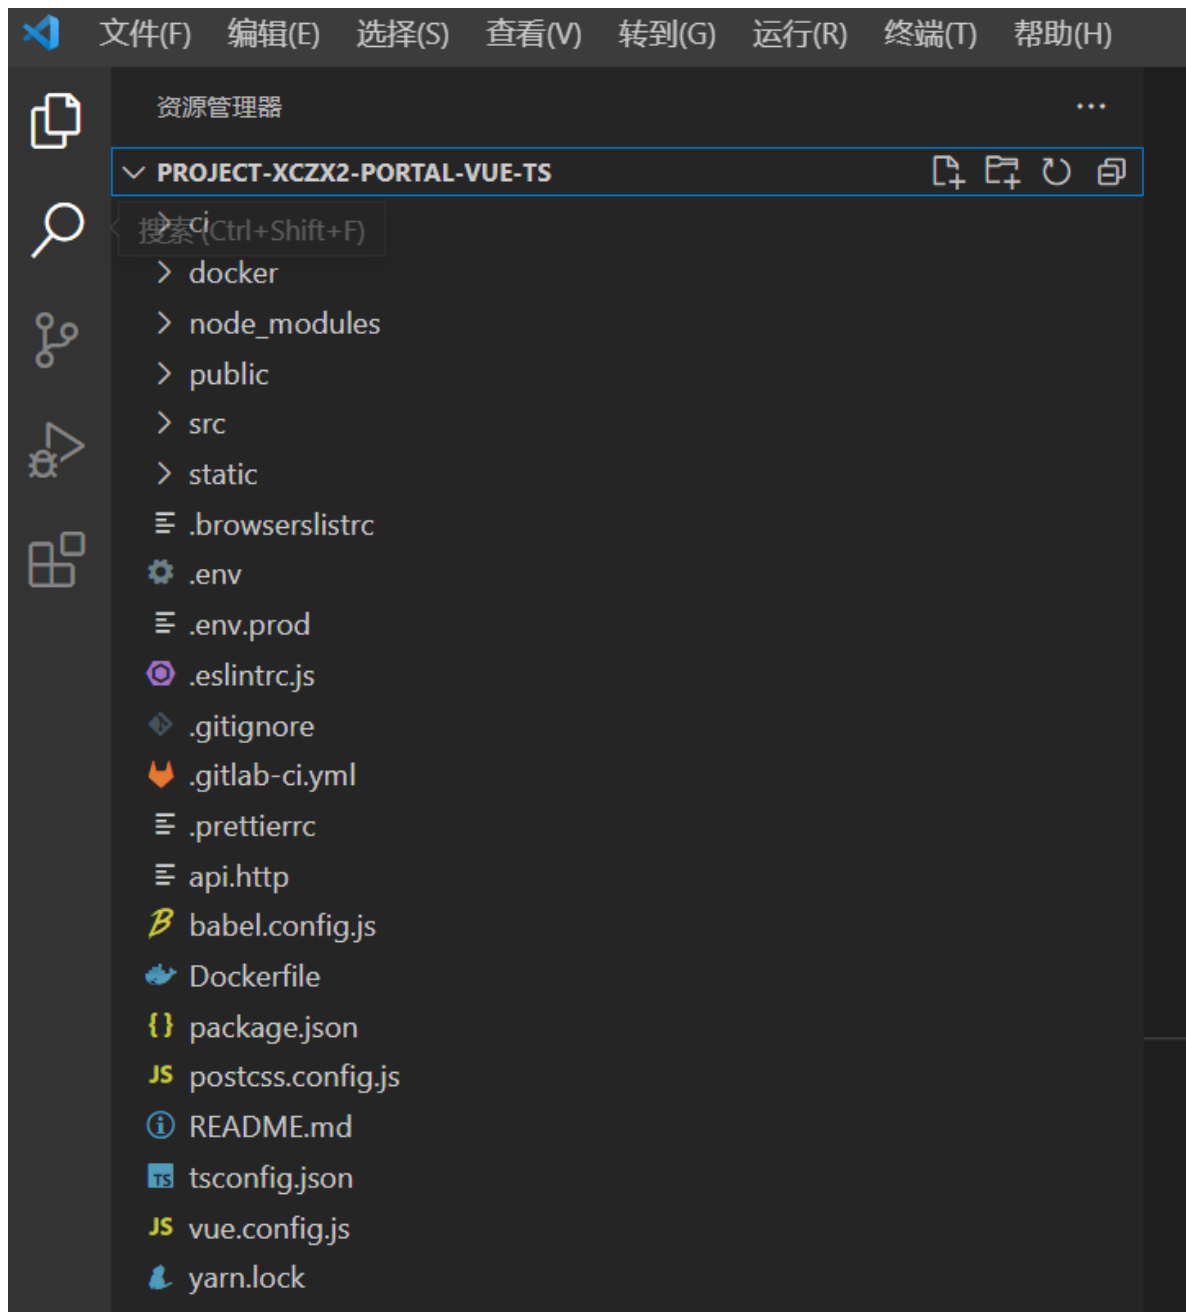 文件(F) 编辑(E) 选择(S) 查看(V) 转到(G) 运行(R) 终端(T) 帮助(H)
资源管理器
PROJECT-XCZX2-PORTAL-VUE-TS
ci
搜索 (Ctrl+Shift+F)
docker
node_modules
public
src
static
.browserslistrc
.env
.env.prod
.eslintrc.js
.gitignore
.gitlab-ci.yml
.prettierrc
api.http
babel.config.js
Dockerfile
package.json
postcss.config.js
README.md
tsconfig.json
vue.config.js
yarn.lock